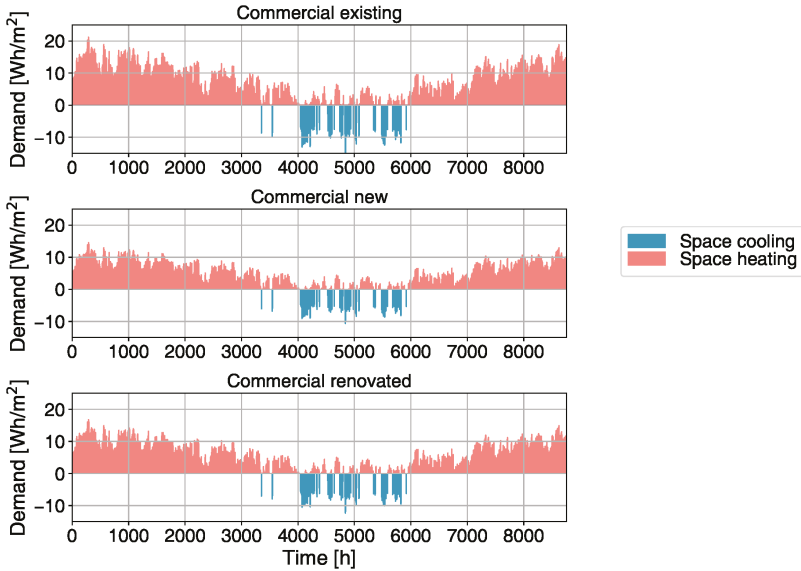 Commercial existing
Demand [Wh/m²]
20
10
0
−10
0 1000 2000 3000 4000 5000 6000 7000 8000
Commercial new
Demand [Wh/m²]
20
10
0
−10
0 1000 2000 3000 4000 5000 6000 7000 8000
Space cooling
Space heating
Commercial renovated
Demand [Wh/m²]
20
10
0
−10
0 1000 2000 3000 4000 5000 6000 7000 8000
Time [h]